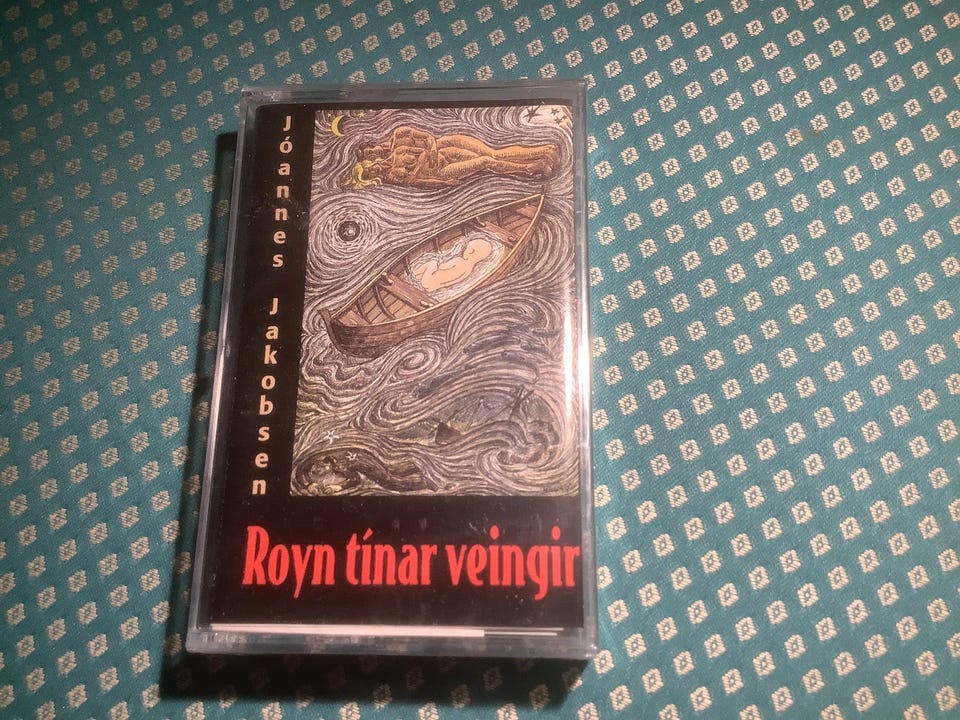 Jóannes Jakobsen
Royn tínar veingir